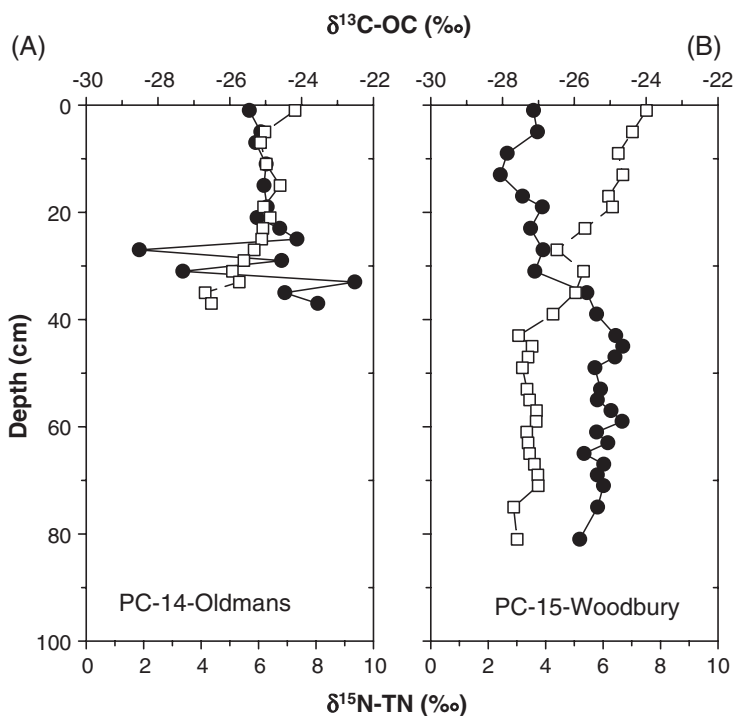 δ13C-OC (‰)
(A) (B)
-30 -28 -26 -24 -22 -30 -28 -26 -24 -22
0
20
40
60
80
100
Depth (cm)
PC-14-Oldmans PC-15-Woodbury
0 2 4 6 8 10 0 2 4 6 8 10
δ15N-TN (‰)